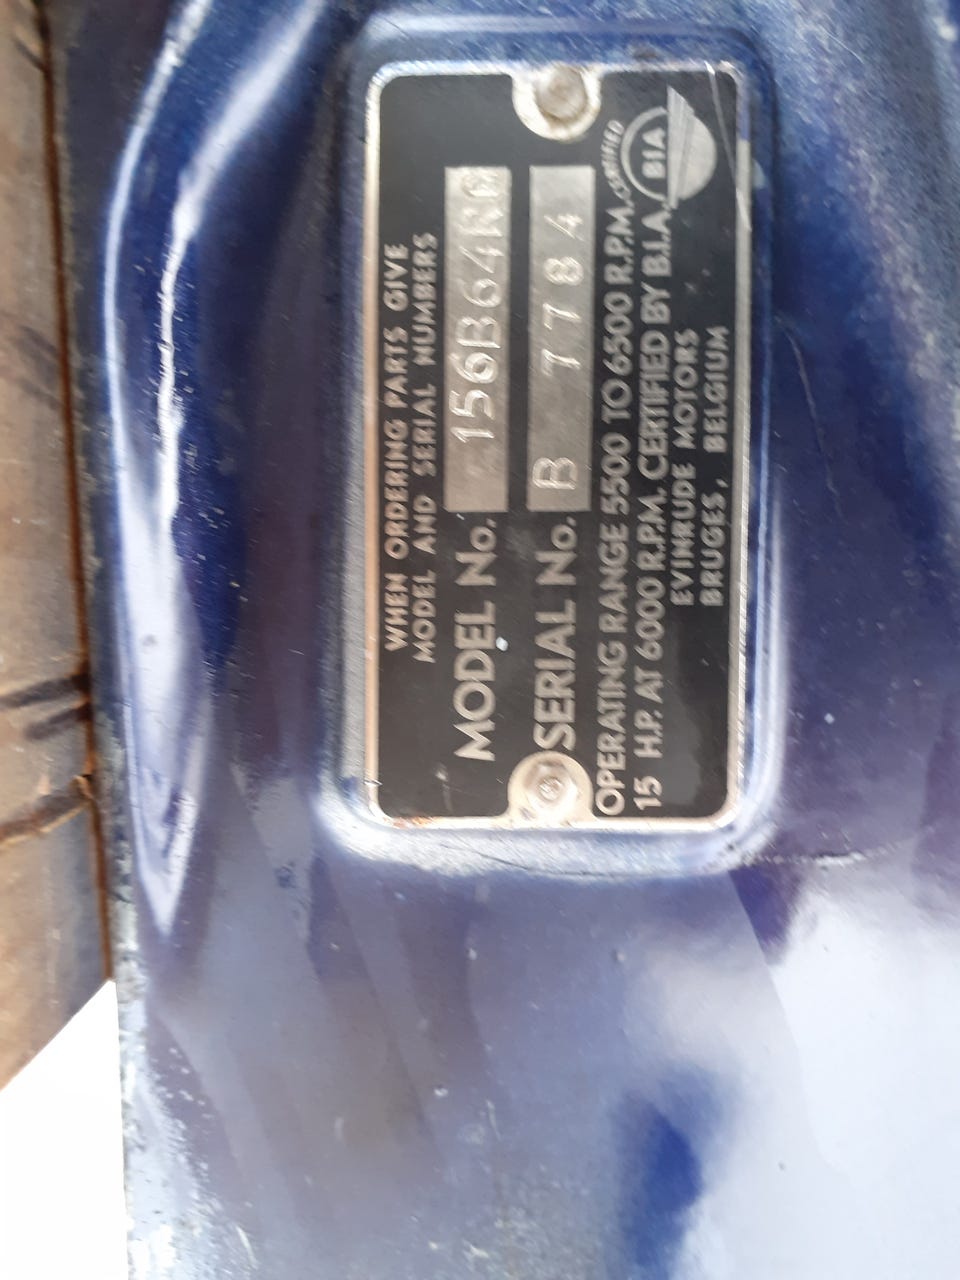 WHEN ORDERING PARTS GIVE
MODEL AND SERIAL NUMBERS
MODEL No.
SERIAL No. B 7784
OPERATING RANGE 5500 TO 6500 R.P.M.
15 H.P. AT 6000 R.P.M. CERTIFIED BY B.I.A.
EVINRUDE MOTORS
BRUGES, BELGIUM
CERTIFIED
BIA